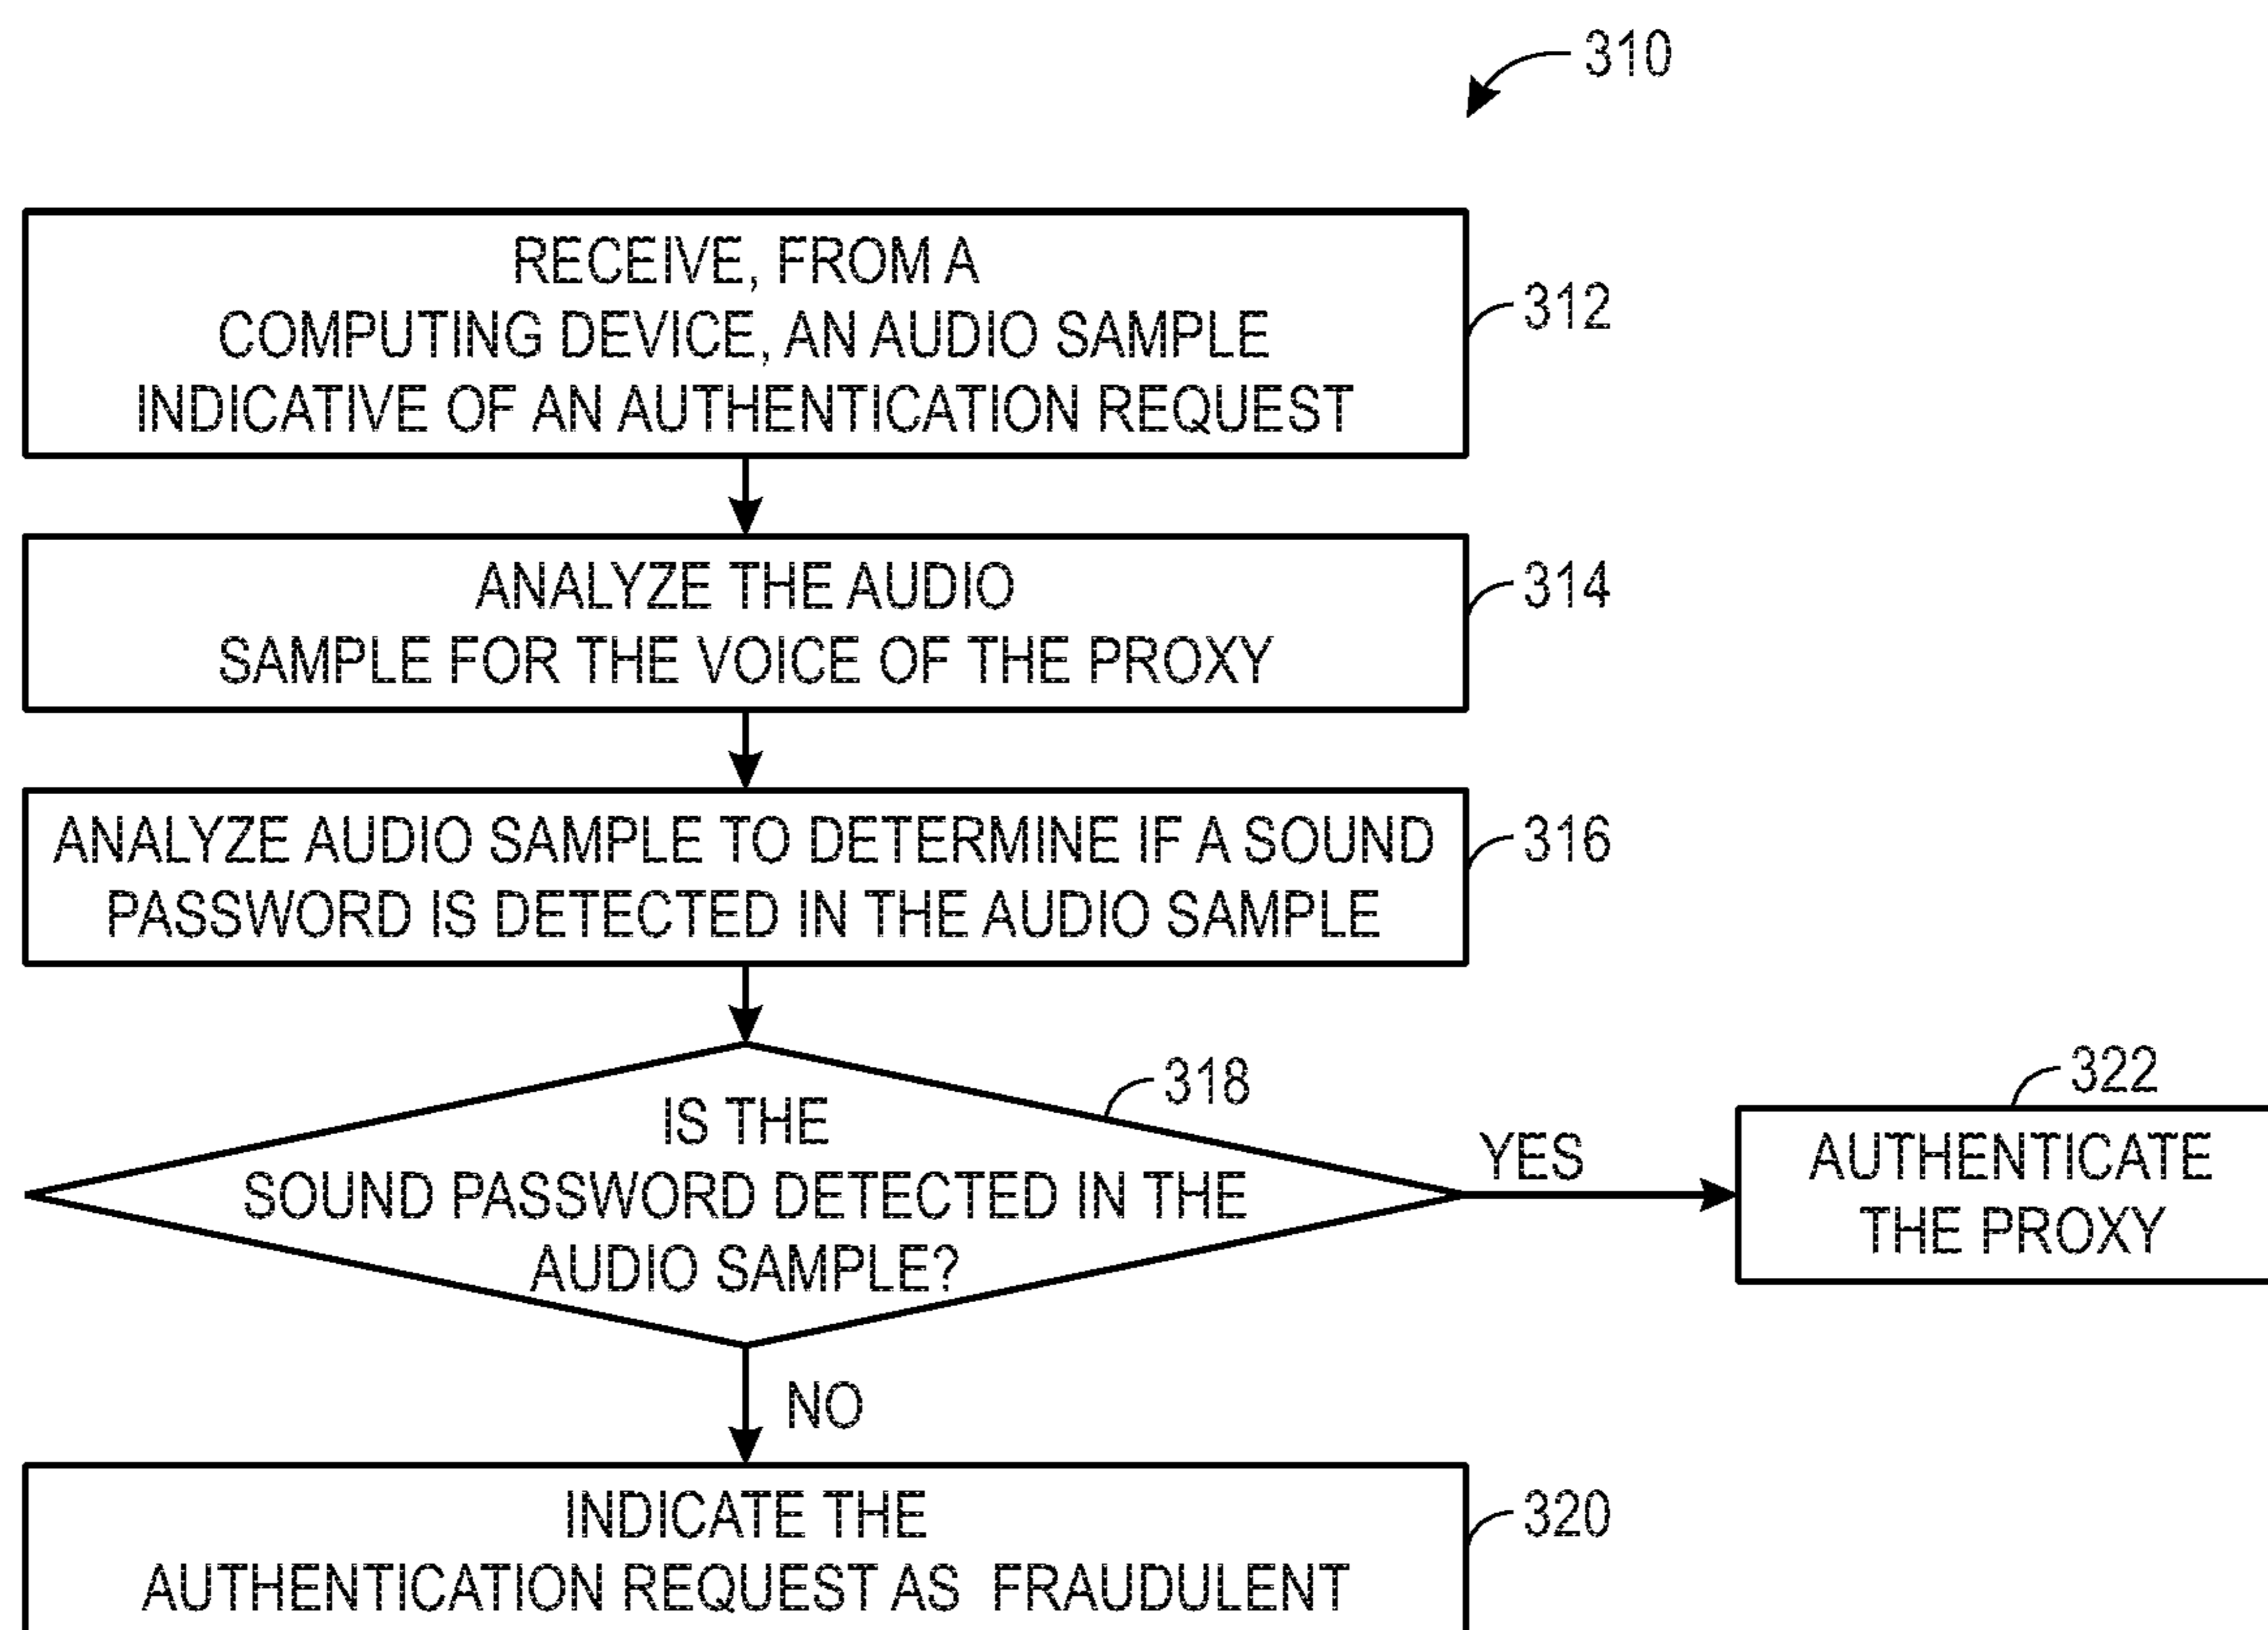 310
RECEIVE, FROM A
COMPUTING DEVICE, AN AUDIO SAMPLE
INDICATIVE OF AN AUTHENTICATION REQUEST
312
ANALYZE THE AUDIO
SAMPLE FOR THE VOICE OF THE PROXY
314
ANALYZE AUDIO SAMPLE TO DETERMINE IF A SOUND
PASSWORD IS DETECTED IN THE AUDIO SAMPLE
316
IS THE
SOUND PASSWORD DETECTED IN THE
AUDIO SAMPLE?
318
YES
322
AUTHENTICATE
THE PROXY
NO
INDICATE THE
AUTHENTICATION REQUEST AS FRAUDULENT
320